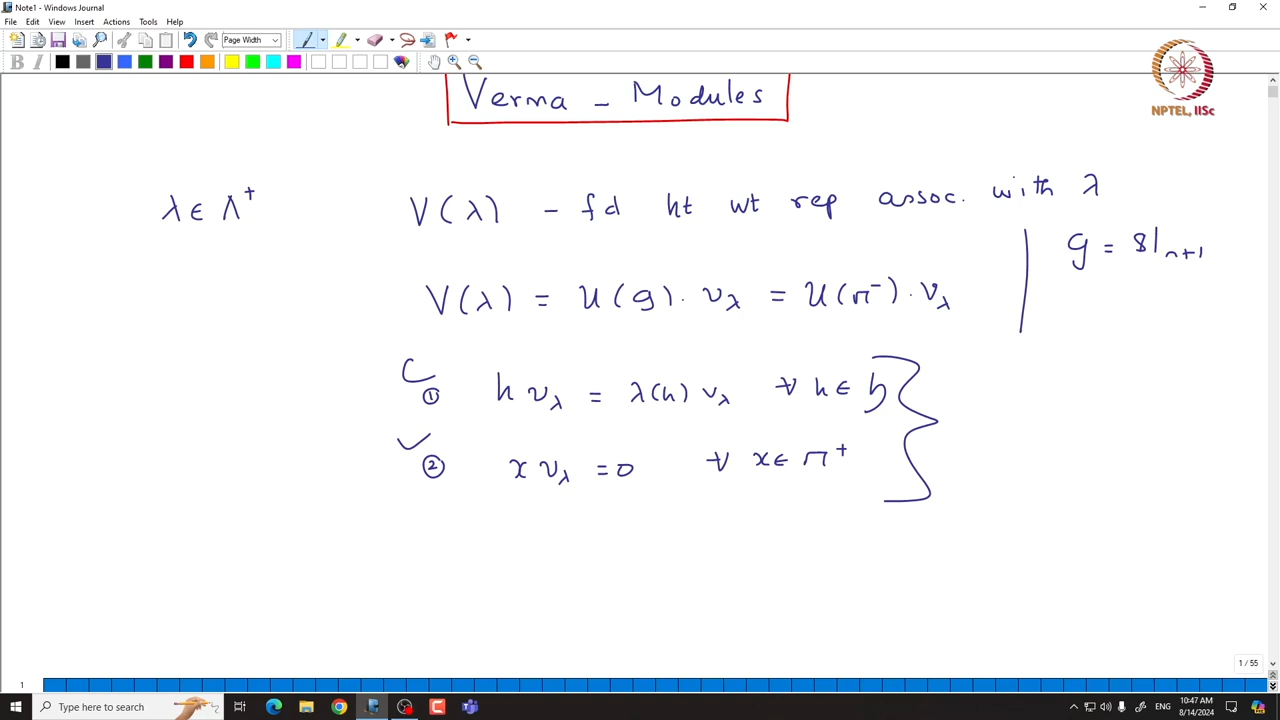 Note1 - Windows Journal
File Edit View Insert Actions Tools Help
Page Width
B I
NPTEL, IISc
Verma - Modules
λ ∈ Λ⁺ V(λ) - fd ht wt rep assoc. with λ
g = sl_{n+1}
V(λ) = U(g). v_λ = U(n⁻). v_λ
① h v_λ = λ(h) v_λ ∀ h ∈ h
② x v_λ = 0 ∀ x ∈ n⁺
1 / 55
1
Type here to search
ENG
10:47 AM
8/14/2024